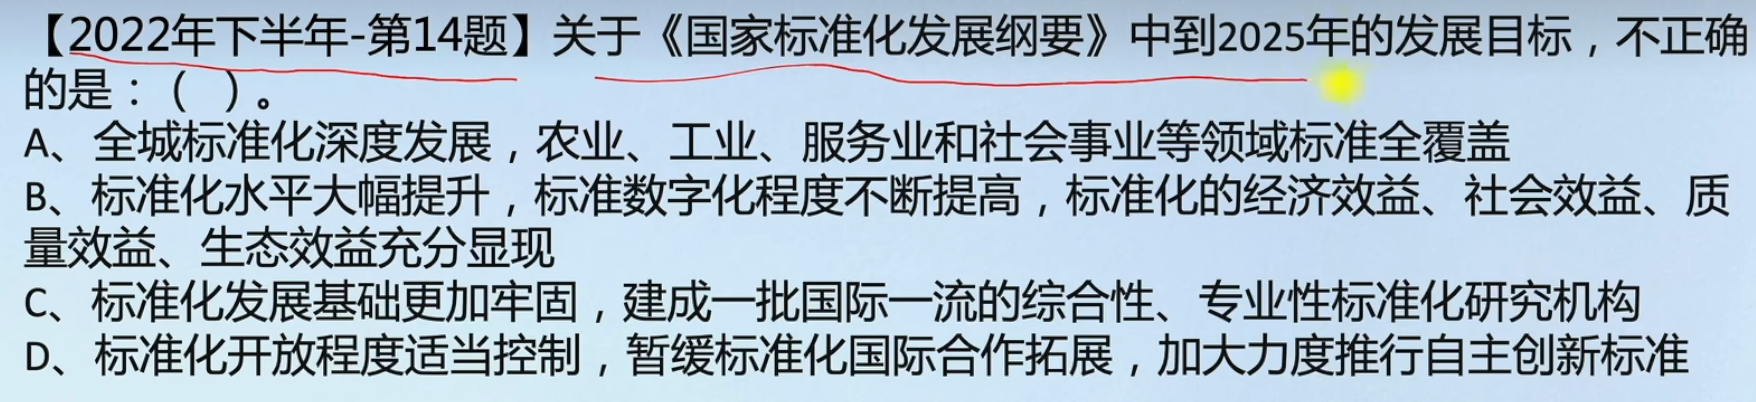 【2022年下半年-第14题】关于《国家标准化发展纲要》中到2025年的发展目标，不正确
的是：（ ）。
A、全城标准化深度发展，农业、工业、服务业和社会事业等领域标准全覆盖
B、标准化水平大幅提升，标准数字化程度不断提高，标准化的经济效益、社会效益、质
量效益、生态效益充分显现
C、标准化发展基础更加牢固，建成一批国际一流的综合性、专业性标准化研究机构
D、标准化开放程度适当控制，暂缓标准化国际合作拓展，加大力度推行自主创新标准